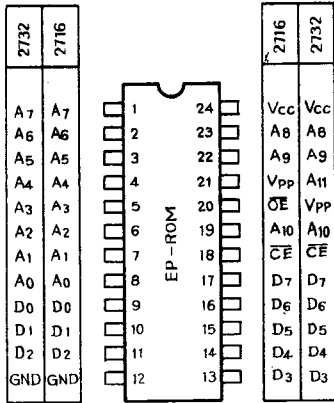 2732 2716 2716 2732
A7 A7 1 24 VCC VCC
A6 A6 2 23 A8 A8
A5 A5 3 22 A9 A9
A4 A4 4 21 VPP A11
A3 A3 5 20 O̅E̅ VPP
A2 A2 6 19 A10 A10
A1 A1 7 18 C̅E̅ C̅E̅
A0 A0 8 17 D7 D7
D0 D0 9 16 D6 D6
D1 D1 10 15 D5 D5
D2 D2 11 14 D4 D4
GND GND 12 13 D3 D3
EP-ROM